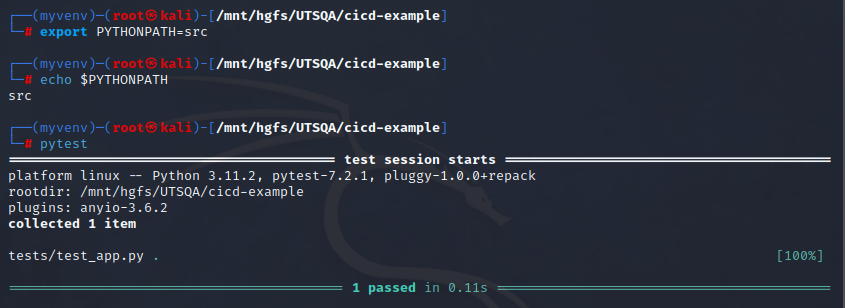 ┌──(myvenv)─(root㉿kali)-[/mnt/hgfs/UTSQA/cicd-example]
└─# export PYTHONPATH=src
┌──(myvenv)─(root㉿kali)-[/mnt/hgfs/UTSQA/cicd-example]
└─# echo $PYTHONPATH
src
┌──(myvenv)─(root㉿kali)-[/mnt/hgfs/UTSQA/cicd-example]
└─# pytest
test session starts
platform linux -- Python 3.11.2, pytest-7.2.1, pluggy-1.0.0+repack
rootdir: /mnt/hgfs/UTSQA/cicd-example
plugins: anyio-3.6.2
collected 1 item
tests/test_app.py . [100%]
1 passed in 0.11s